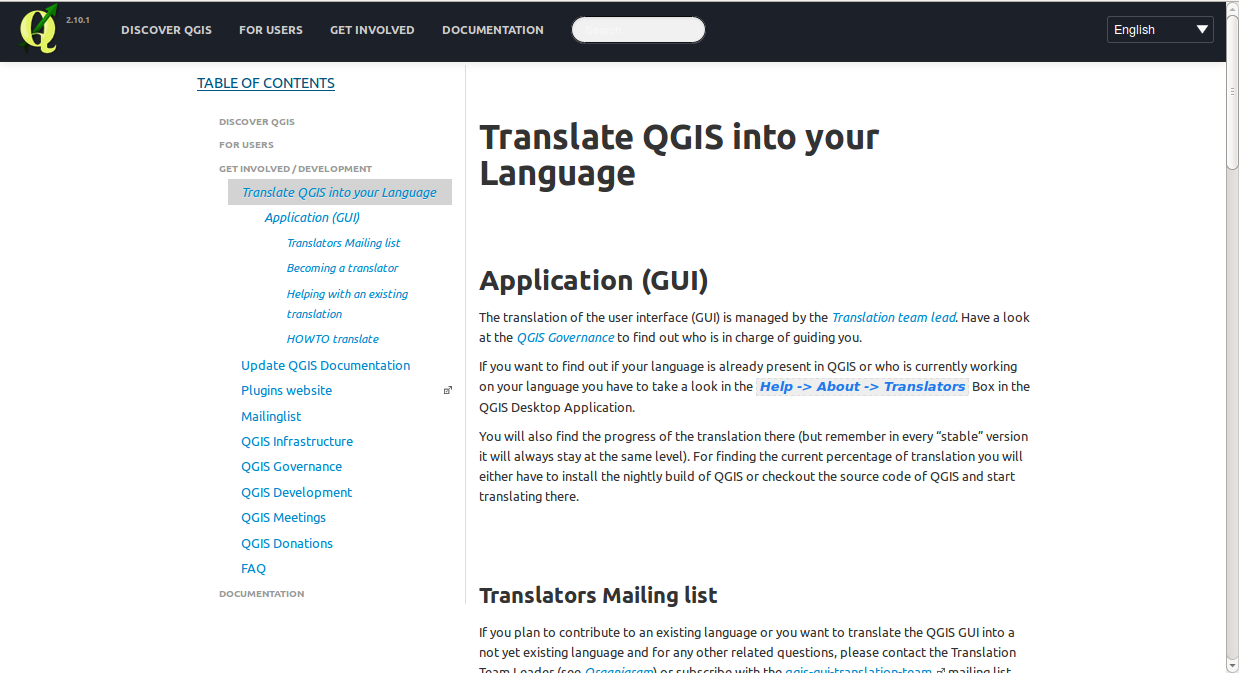 2.10.1
DISCOVER QGIS FOR USERS GET INVOLVED DOCUMENTATION
English
TABLE OF CONTENTS
DISCOVER QGIS
FOR USERS
GET INVOLVED / DEVELOPMENT
Translate QGIS into your Language
Application (GUI)
Translators Mailing list
Becoming a translator
Helping with an existing
translation
HOWTO translate
Update QGIS Documentation
Plugins website
Mailinglist
QGIS Infrastructure
QGIS Governance
QGIS Development
QGIS Meetings
QGIS Donations
FAQ
DOCUMENTATION
Translate QGIS into your
Language
Application (GUI)
The translation of the user interface (GUI) is managed by the Translation team lead. Have a look
at the QGIS Governance to find out who is in charge of guiding you.
If you want to find out if your language is already present in QGIS or who is currently working
on your language you have to take a look in the Help -> About -> Translators Box in the
QGIS Desktop Application.
You will also find the progress of the translation there (but remember in every “stable” version
it will always stay at the same level). For finding the current percentage of translation you will
either have to install the nightly build of QGIS or checkout the source code of QGIS and start
translating there.
Translators Mailing list
If you plan to contribute to an existing language or you want to translate the QGIS GUI into a
not yet existing language and for any other related questions, please contact the Translation
Team Leader (see Organigram) or subscribe with the qgis-gui-translation-team mailing list